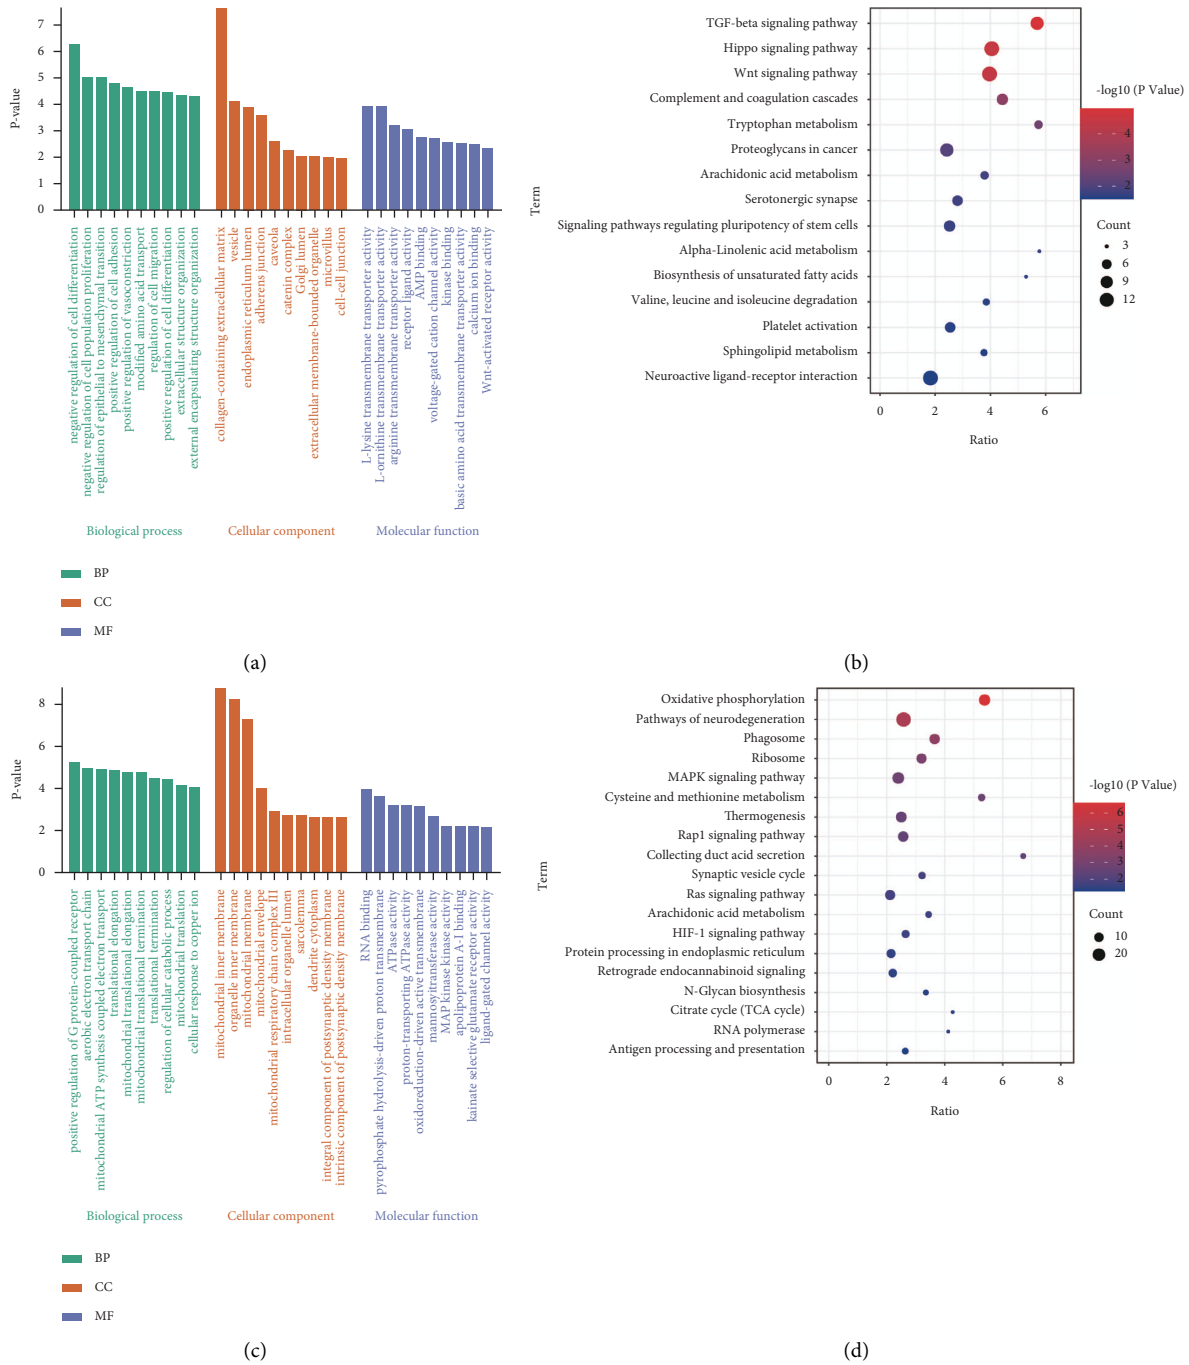 7
6
5
4
3
2
1
0
P-value
negative regulation of cell differentiation
negative regulation of cell population proliferation
regulation of epithelial to mesenchymal transition
positive regulation of cell adhesion
positive regulation of vasoconstriction
modified amino acid transport
regulation of cell migration
positive regulation of cell differentiation
extracellular structure organization
external encapsulating structure organization
collagen-containing extracellular matrix
vesicle
endoplasmic reticulum lumen
adherens junction
caveola
catenin complex
Golgi lumen
extracellular membrane-bounded organelle
microvillus
cell-cell junction
L-lysine transmembrane transporter activity
L-ornithine transmembrane transporter activity
arginine transmembrane transporter activity
receptor ligand activity
AMP binding
voltage-gated cation channel activity
kinase binding
basic amino acid transmembrane transporter activity
calcium ion binding
Wnt-activated receptor activity
Biological process
Cellular component
Molecular function
BP
CC
MF
(a)
Term
TGF-beta signaling pathway
Hippo signaling pathway
Wnt signaling pathway
Complement and coagulation cascades
Tryptophan metabolism
Proteoglycans in cancer
Arachidonic acid metabolism
Serotonergic synapse
Signaling pathways regulating pluripotency of stem cells
Alpha-Linolenic acid metabolism
Biosynthesis of unsaturated fatty acids
Valine, leucine and isoleucine degradation
Platelet activation
Sphingolipid metabolism
Neuroactive ligand-receptor interaction
0 2 4 6
Ratio
-log10 (P Value)
4
3
2
Count
3
6
9
12
(b)
8
6
4
2
0
P-value
positive regulation of G protein-coupled receptor
aerobic electron transport chain
mitochondrial ATP synthesis coupled electron transport
translational elongation
mitochondrial translational elongation
mitochondrial translational termination
translational termination
regulation of cellular catabolic process
mitochondrial translation
cellular response to copper ion
mitochondrial inner membrane
organelle inner membrane
mitochondrial membrane
mitochondrial envelope
mitochondrial respiratory chain complex III
intracellular organelle lumen
sarcolemma
dendrite cytoplasm
integral component of postsynaptic density membrane
intrinsic component of postsynaptic density membrane
RNA binding
pyrophosphate hydrolysis-driven proton transmembrane
ATPase activity
proton-transporting ATPase activity
oxidoreduction-driven active transmembrane
mannosyitransferase activity
MAP kinase kinase activity
apolipoprotein A-I binding
kainate selective glutamate receptor activity
ligand-gated channel activity
Biological process
Cellular component
Molecular function
BP
CC
MF
(c)
Term
Oxidative phosphorylation
Pathways of neurodegeneration
Phagosome
Ribosome
MAPK signaling pathway
Cysteine and methionine metabolism
Thermogenesis
Rap1 signaling pathway
Collecting duct acid secretion
Synaptic vesicle cycle
Ras signaling pathway
Arachidonic acid metabolism
HIF-1 signaling pathway
Protein processing in endoplasmic reticulum
Retrograde endocannabinoid signaling
N-Glycan biosynthesis
Citrate cycle (TCA cycle)
RNA polymerase
Antigen processing and presentation
0 2 4 6 8
Ratio
-log10 (P Value)
6
5
4
3
2
Count
10
20
(d)